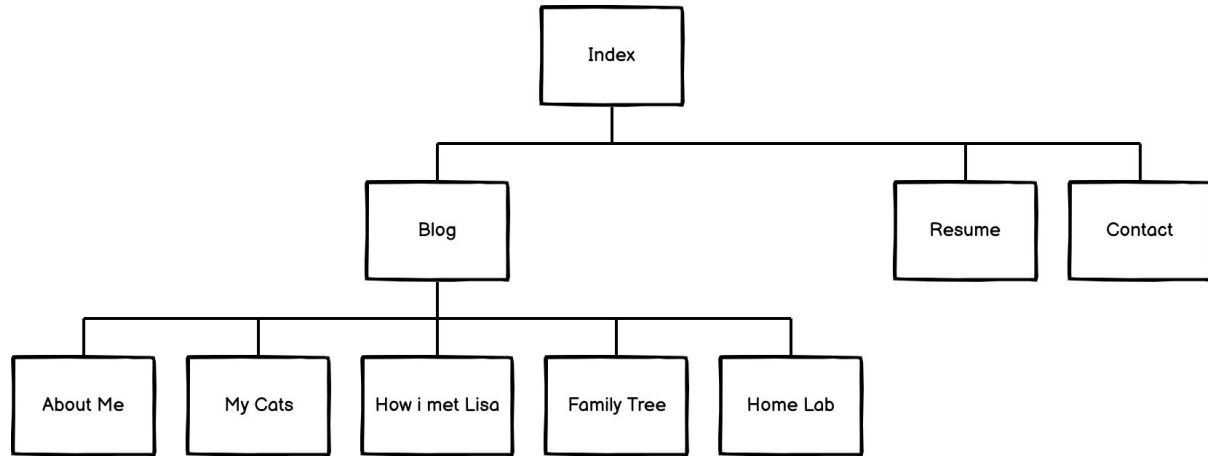 Index
Blog
Resume
Contact
About Me
My Cats
How i met Lisa
Family Tree
Home Lab